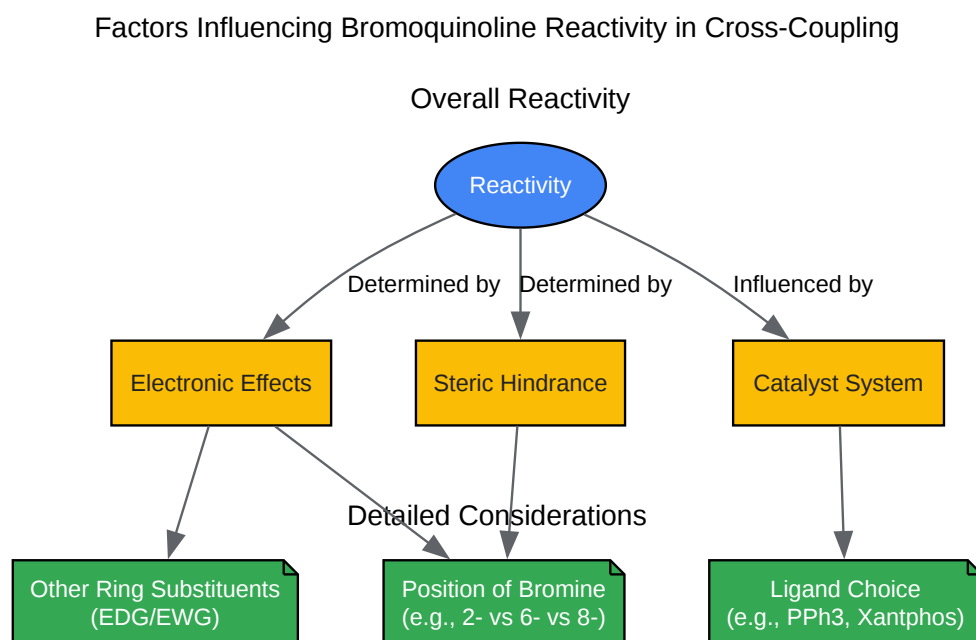 Factors Influencing Bromoquinoline Reactivity in Cross-Coupling
Overall Reactivity
Reactivity
Determined by
Determined by
Influenced by
Electronic Effects
Steric Hindrance
Catalyst System
Detailed Considerations
Other Ring Substituents
(EDG/EWG)
Position of Bromine
(e.g., 2- vs 6- vs 8-)
Ligand Choice
(e.g., PPh3, Xantphos)